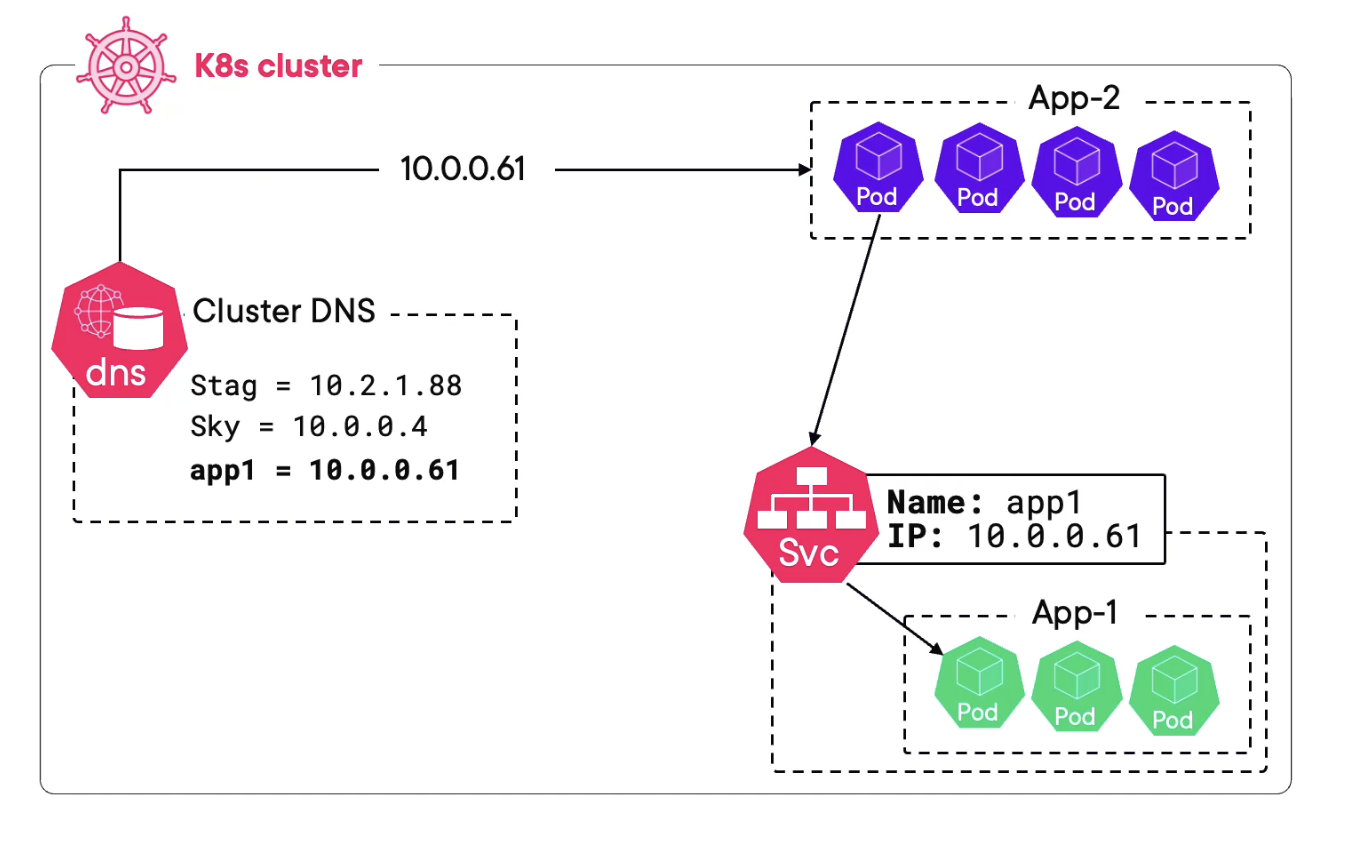 K8s cluster
App-2
10.0.0.61
Pod
Pod
Pod
Pod
dns
Cluster DNS
Stag = 10.2.1.88
Sky = 10.0.0.4
app1 = 10.0.0.61
Svc
Name: app1
IP: 10.0.0.61
App-1
Pod
Pod
Pod